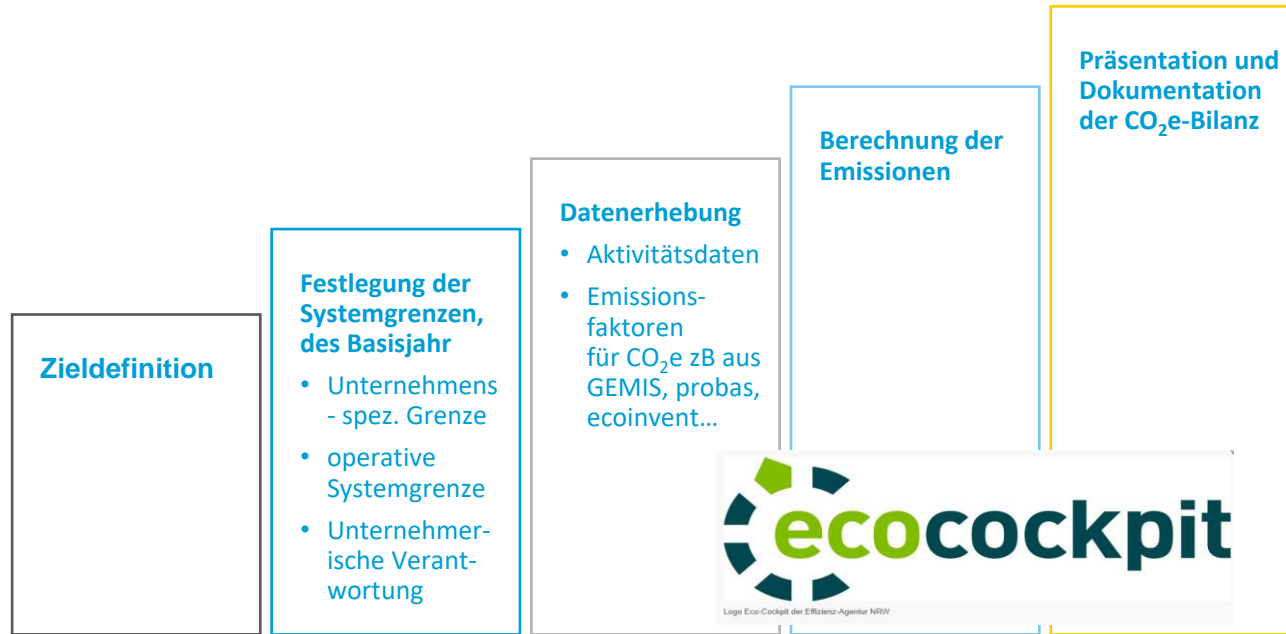 Zieldefinition
Festlegung der
Systemgrenzen,
des Basisjahr
• Unternehmens
- spez. Grenze
• operative
Systemgrenze
• Unternehmer-
ische Verant-
wortung
Datenerhebung
• Aktivitätsdaten
• Emissions-
faktoren
für CO₂e zB aus
GEMIS, probas,
ecoinvent…
Berechnung der
Emissionen
Präsentation und
Dokumentation
der CO₂e-Bilanz
ecocockpit
Logo Eco-Cockpit der Effizienz-Agentur NRW